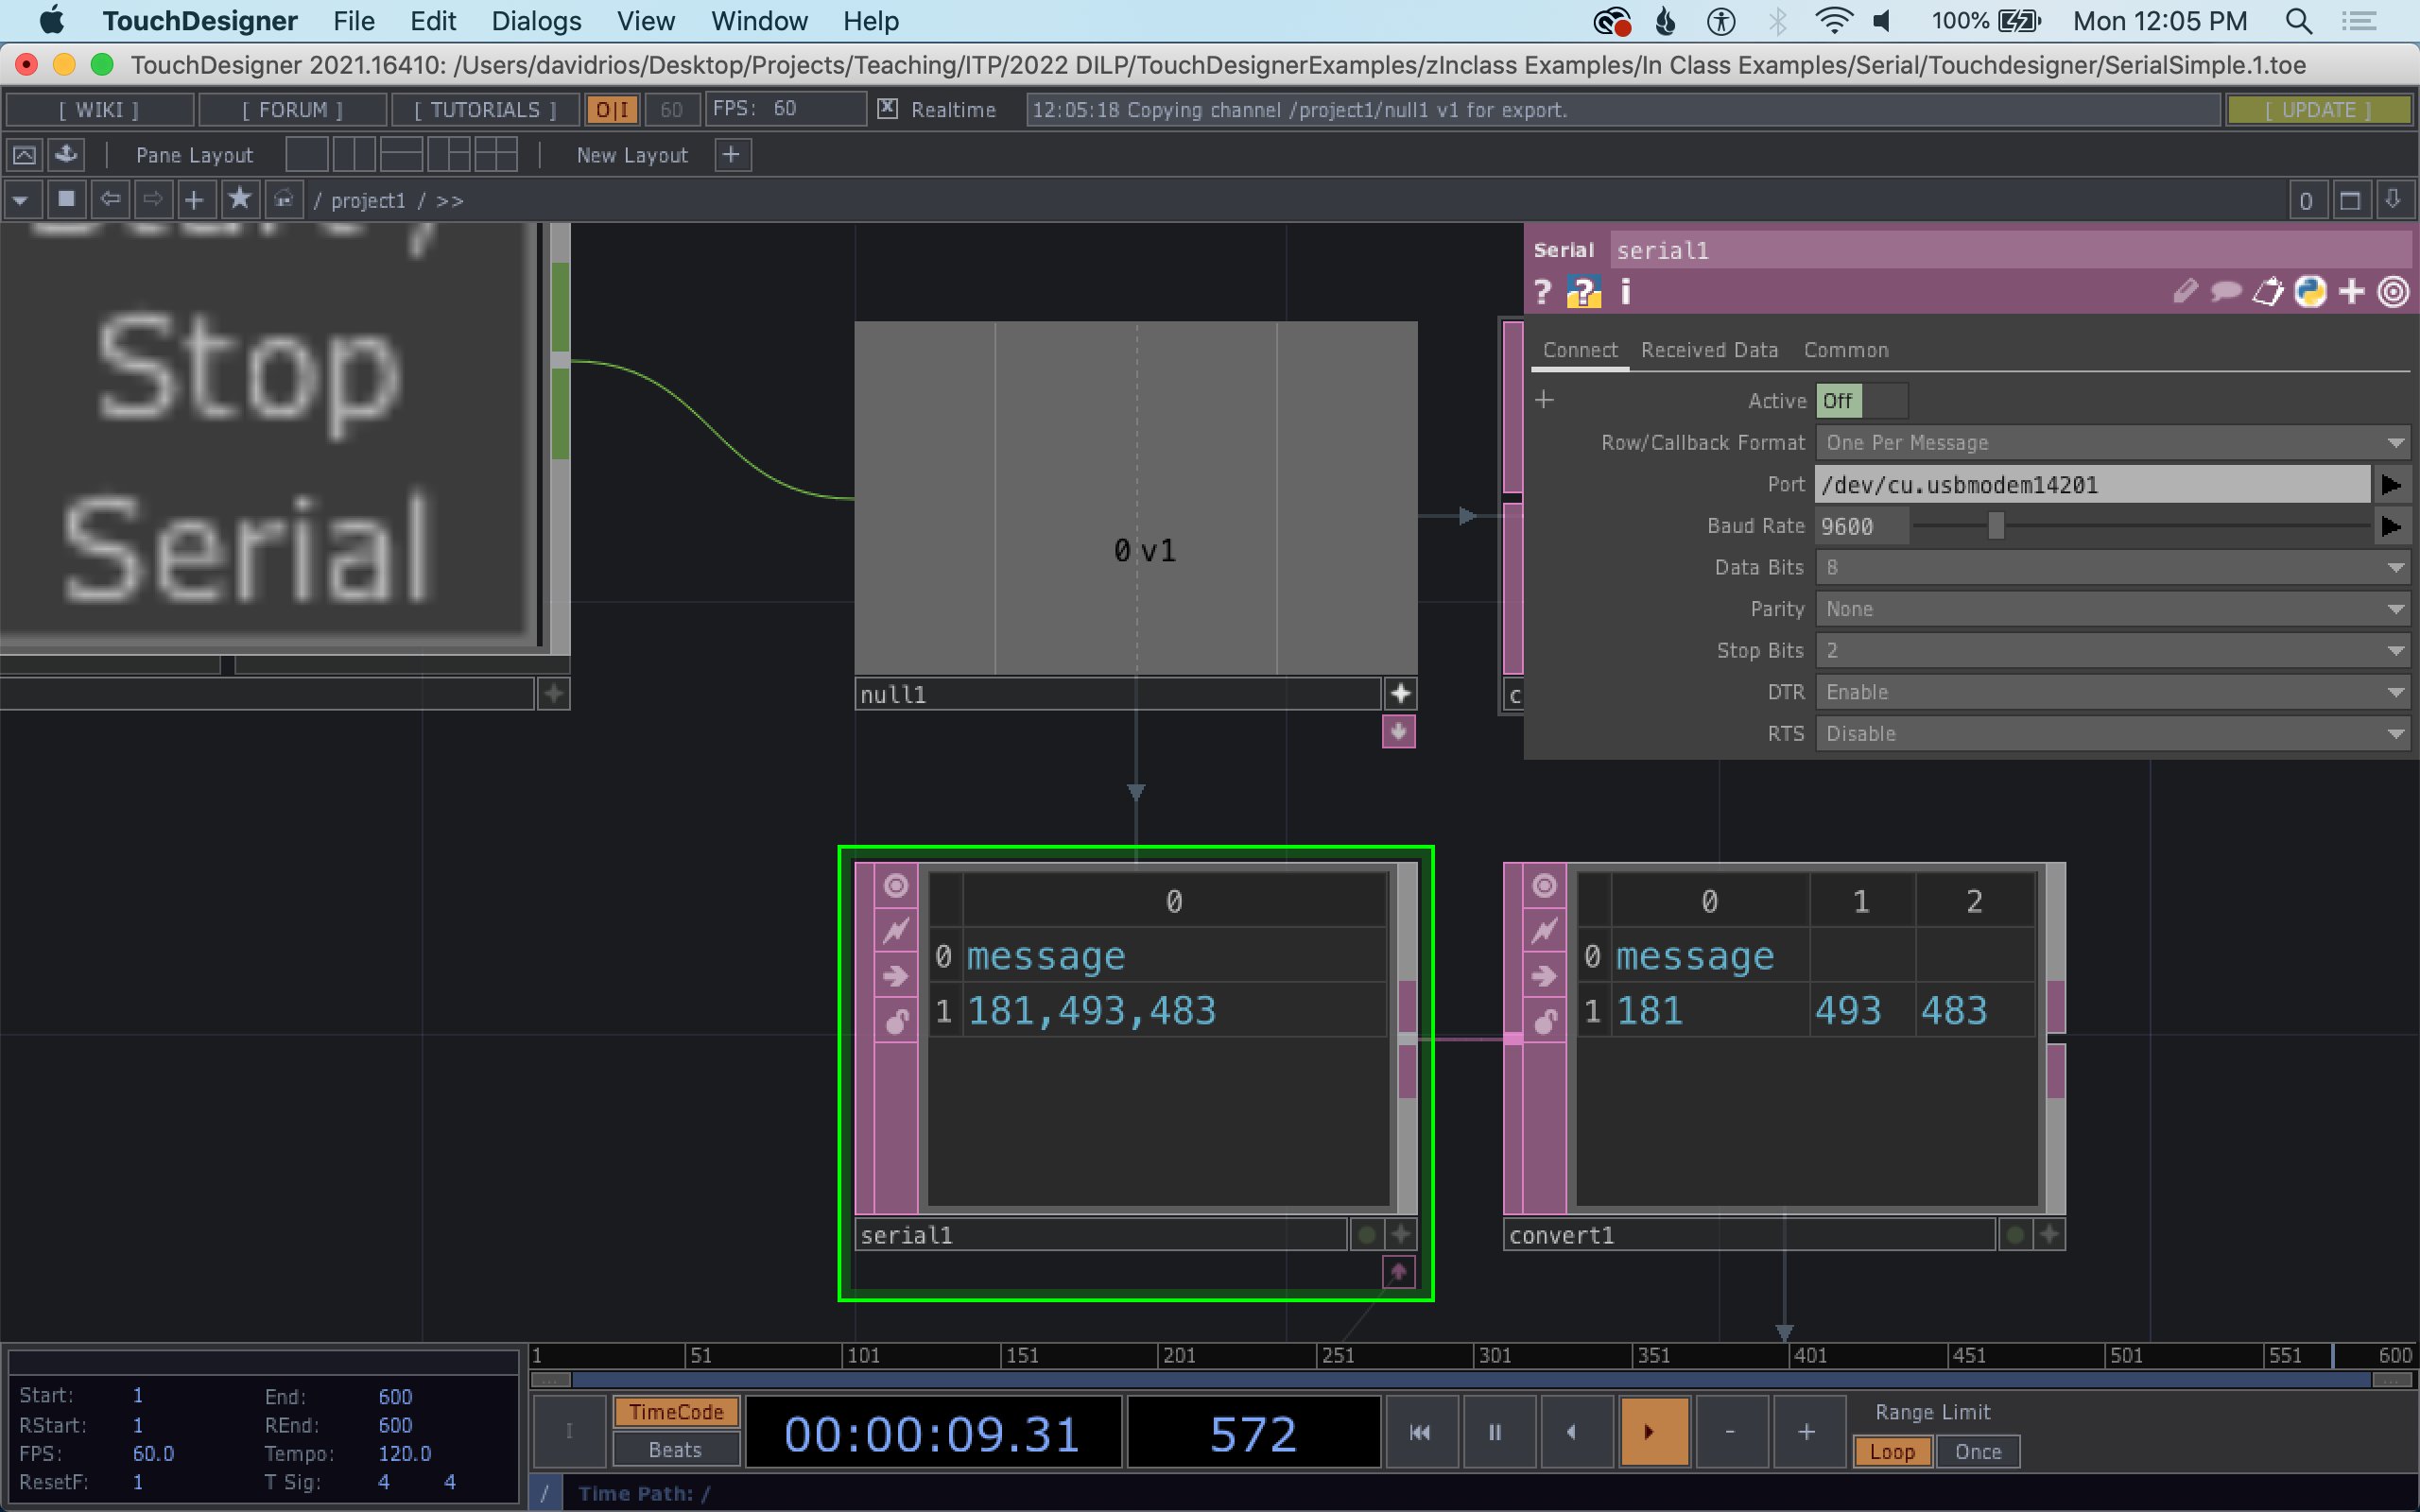 TouchDesigner File Edit Dialogs View Window Help 100% Mon 12:05 PM
TouchDesigner 2021.16410: /Users/davidrios/Desktop/Projects/Teaching/ITP/2022 DILP/TouchDesignerExamples/zInclass Examples/In Class Examples/Serial/Touchdesigner/SerialSimple.1.toe
[ WIKI ] [ FORUM ] [ TUTORIALS ] O|I 60 FPS: 60 Realtime 12:05:18 Copying channel /project1/null1 v1 for export. [ UPDATE ]
Pane Layout New Layout +
/ project1 / >> 0
Stop
Serial
0 v1
null1
c
Serial serial1
? ? i
Connect Received Data Common
Active Off
Row/Callback Format One Per Message
Port /dev/cu.usbmodem14201
Baud Rate 9600
Data Bits 8
Parity None
Stop Bits 2
DTR Enable
RTS Disable
0
0 message
1 181,493,483
serial1
0 1 2
0 message
1 181 493 483
convert1
1 51 101 151 201 251 301 351 401 451 501 551 600
Start: 1 End: 600
RStart: 1 REnd: 600
FPS: 60.0 Tempo: 120.0
ResetF: 1 T Sig: 4 4
I TimeCode 00:00:09.31 572 - + Range Limit
Beats Loop Once
/ Time Path: /